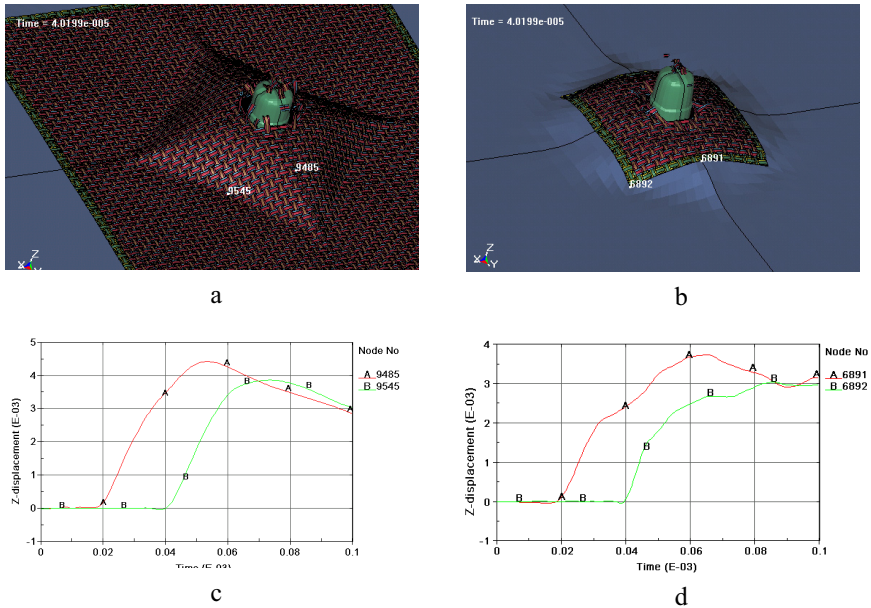 Time = 4.0199e-005
9485
9545
Z
X
Time = 4.0199e-005
6891
6892
Z
X
Y
a
b
Node No
A 9485
B 9545
Z-displacement (E-03)
5
4
3
2
1
0
-1
A
B
0
0.02
0.04
0.06
0.08
0.1
Time (E-03)
Node No
A 6891
B 6892
Z-displacement (E-03)
4
3
2
1
0
-1
A
B
0
0.02
0.04
0.06
0.08
0.1
Time (E-03)
c
d